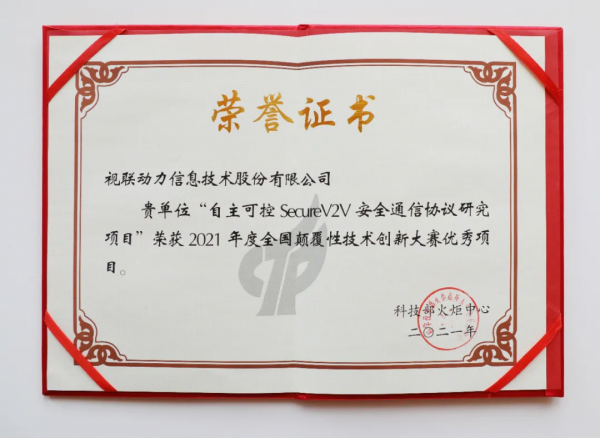 荣誉证书
视联动力信息技术股份有限公司
贵单位“自主可控 SecureV2V 安全通信协议研究
项目”荣获 2021 年度全国颠覆性技术创新大赛优秀项
目。
科技部火炬中心
二〇二一年